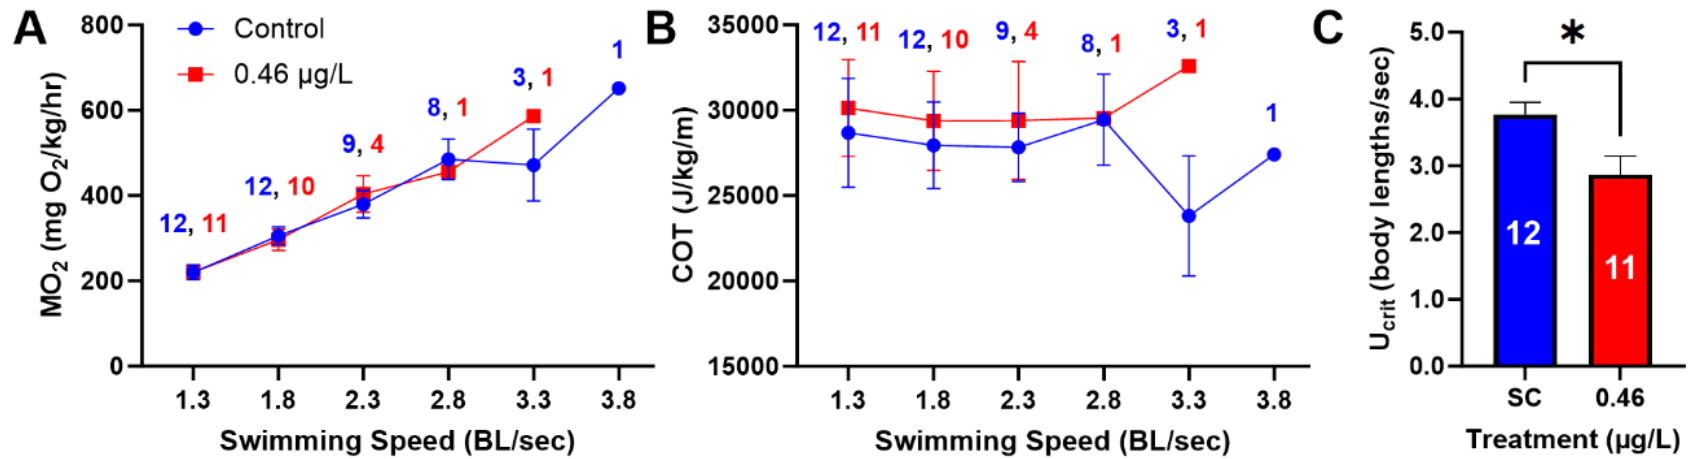 A
800
600
400
200
0
MO2 (mg O2/kg/hr)
Control
0.46 µg/L
12, 11
12, 10
9, 4
8, 1
3, 1
1
1.3 1.8 2.3 2.8 3.3 3.8
Swimming Speed (BL/sec)
B
35000
30000
25000
20000
15000
COT (J/kg/m)
12, 11
12, 10
9, 4
8, 1
3, 1
1
1.3 1.8 2.3 2.8 3.3 3.8
Swimming Speed (BL/sec)
C
5.0
4.0
3.0
2.0
1.0
0.0
Ucrit (body lengths/sec)
*
12
11
SC 0.46
Treatment (µg/L)